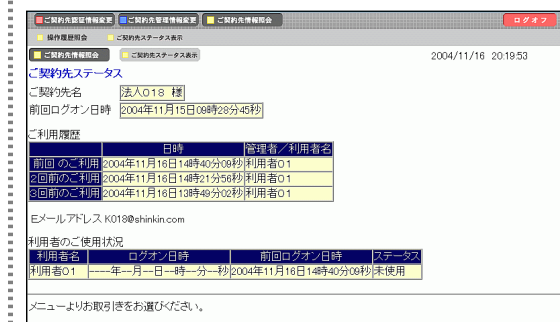 ご契約先認証情報変更 ご契約先管理情報変更 ご契約先情報照会 ログオフ
操作履歴照会 ご契約先ステータス表示
ご契約先情報照会 ご契約先ステータス表示 2004/11/16 20:19:53
ご契約先ステータス
ご契約先名 法人018 様
前回ログオン日時 2004年11月15日09時28分45秒
ご利用履歴
日時 管理者/利用者名
前回 のご利用 2004年11月16日14時40分09秒 利用者01
2回前のご利用 2004年11月16日14時21分56秒 利用者01
3回前のご利用 2004年11月16日13時49分02秒 利用者01
Eメールアドレス K018@shinkin.com
利用者のご使用状況
利用者名 ログオン日時 前回ログオン日時 ステータス
利用者01 ----年--月--日--時--分--秒 2004年11月16日14時40分09秒 未使用
メニューよりお取引きをお選びください。